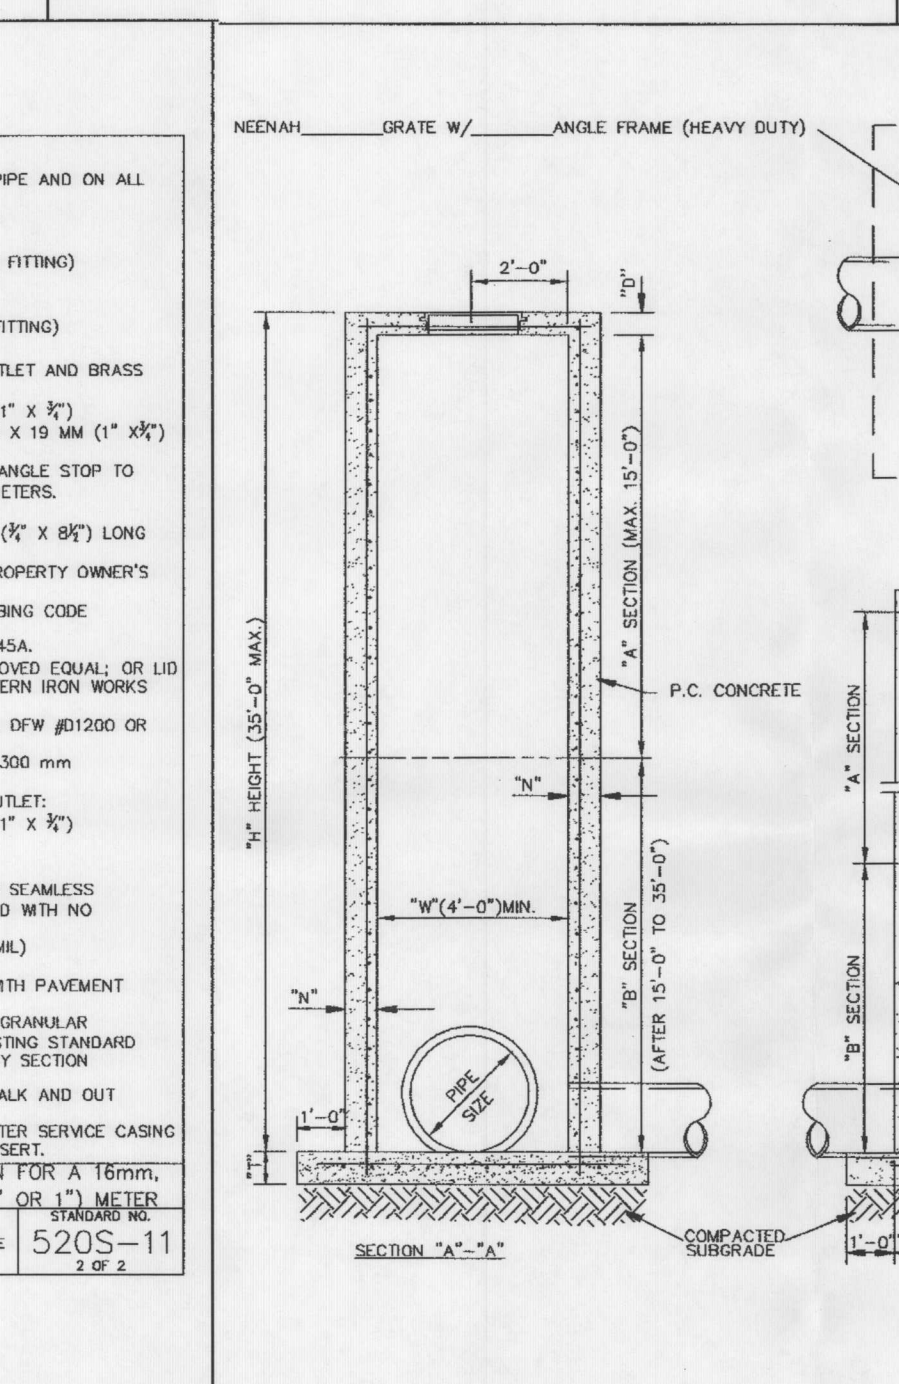 PIPE AND ON ALL
FITTING)
FITTING)
TLET AND BRASS
1" X ¾")
X 19 MM (1" X¾")
ANGLE STOP TO
ETERS.
(¾" X 8½") LONG
ROPERTY OWNER'S
BING CODE
45A.
OVED EQUAL; OR LID
ERN IRON WORKS
DFW #D1200 OR
300 mm
UTLET:
1" X ¾")
SEAMLESS
D WITH NO
MIL)
ITH PAVEMENT
GRANULAR
STING STANDARD
Y SECTION
ALK AND OUT
TER SERVICE CASING
SERT.
N FOR A 16mm,
" OR 1") METER
STANDARD NO.
E
520S-11
2 OF 2
NEENAH______GRATE W/______ANGLE FRAME (HEAVY DUTY)
2'-0"
"D"
"A" SECTION (MAX. 15'-0")
"H" HEIGHT (35'-0" MAX.)
P.C. CONCRETE
"N"
"W"(4'-0")MIN.
"B" SECTION
(AFTER 15'-0" TO 35'-0")
"N"
PIPE
SIZE
1'-0"
"T"
COMPACTED
SUBGRADE
SECTION "A"-"A"
"A" SECTION
"B" SECTION
1'-0"